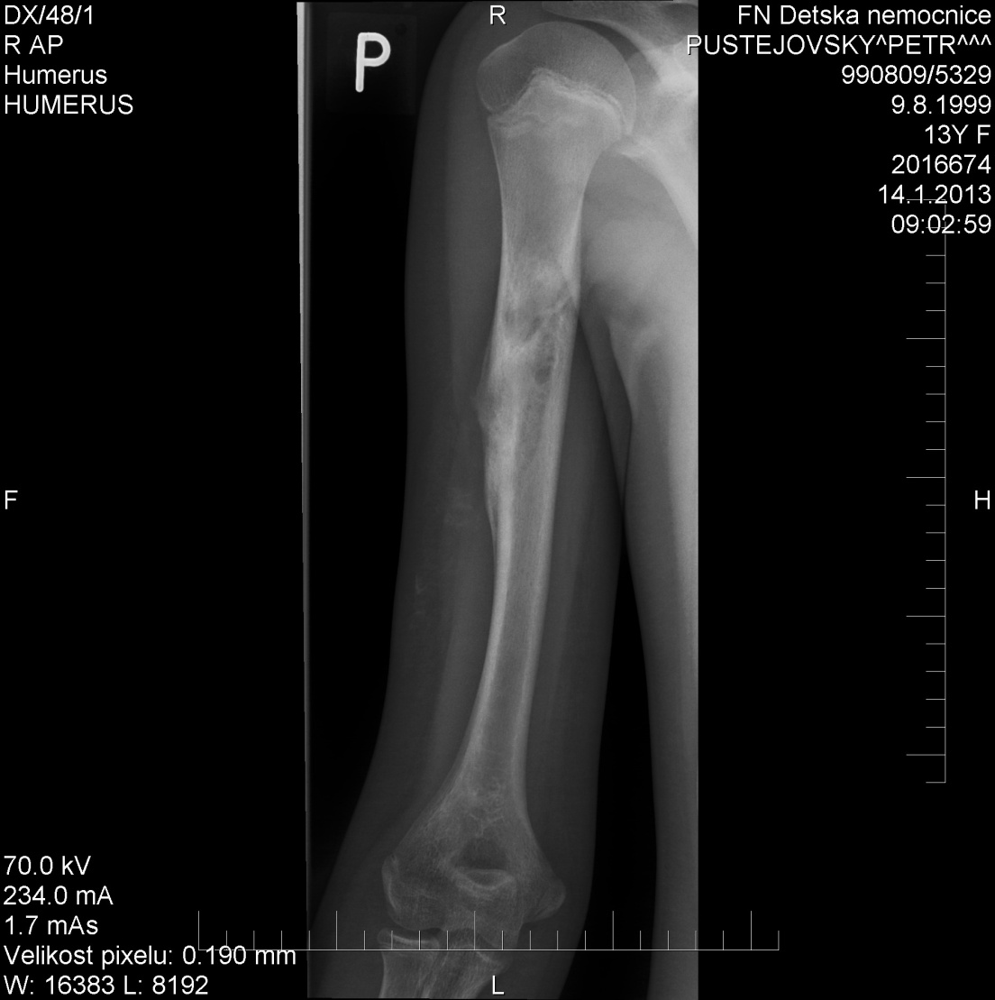 DX/48/1
R AP
Humerus
HUMERUS
R
P
FN Detska nemocnice
PUSTEJOVSKY^PETR^^^
990809/5329
9.8.1999
13Y F
2016674
14.1.2013
09:02:59
F
H
70.0 kV
234.0 mA
1.7 mAs
Velikost pixelu: 0.190 mm
W: 16383 L: 8192
L